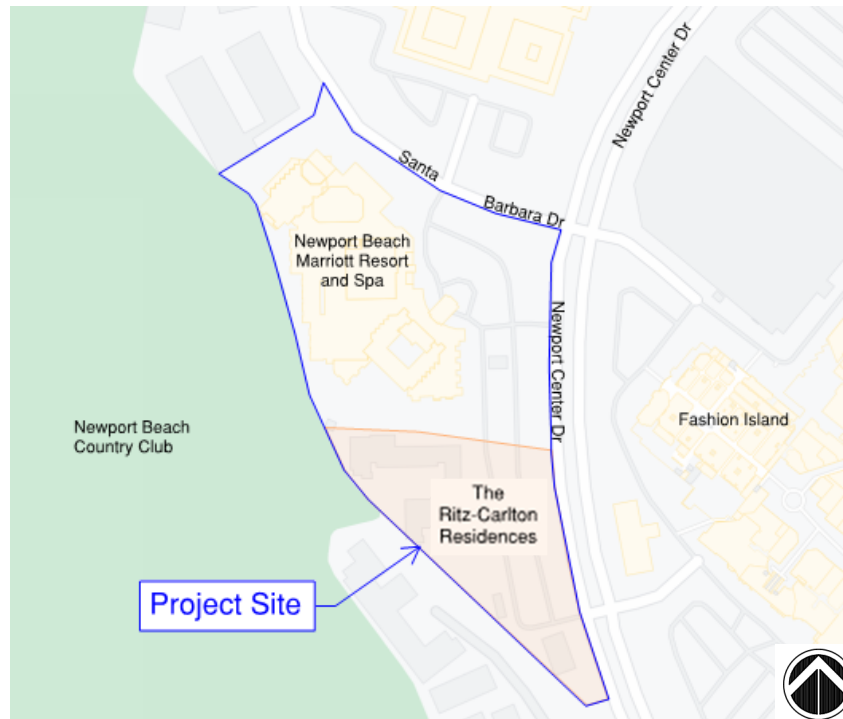 Newport Center Dr
Santa
Barbara Dr
Newport Beach
Marriott Resort
and Spa
Newport Center Dr
Newport Beach
Country Club
Fashion Island
The
Ritz-Carlton
Residences
Project Site